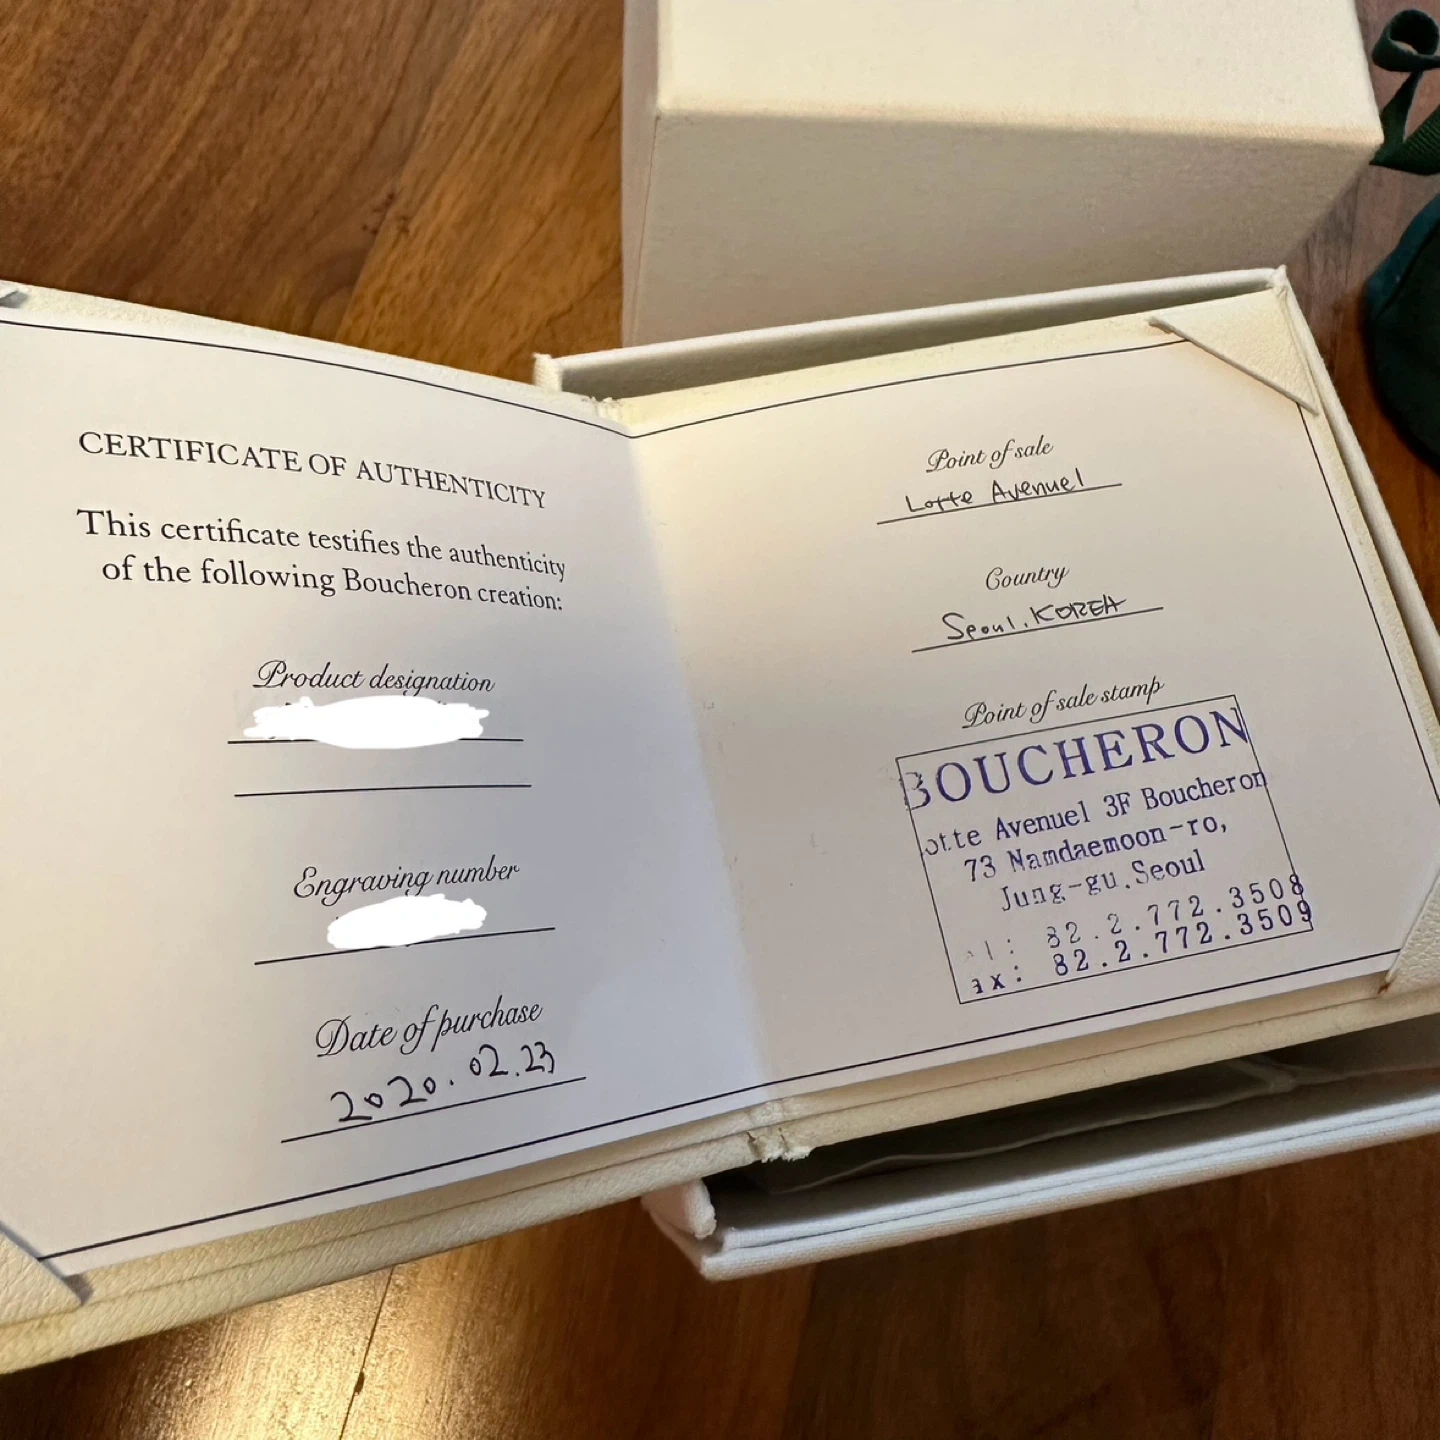 CERTIFICATE OF AUTHENTICITY
This certificate testifies the authenticity
of the following Boucheron creation:
Product designation
Engraving number
Date of purchase
2020.02.23
Point of sale
Lotte Avenuel
Country
Seoul, KOREA
Point of sale stamp
BOUCHERON
otte Avenuel 3F Boucheron
73 Namdaemoon-ro,
Jung-gu.Seoul
l: 82.2.772.3508
ax: 82.2.772.3509